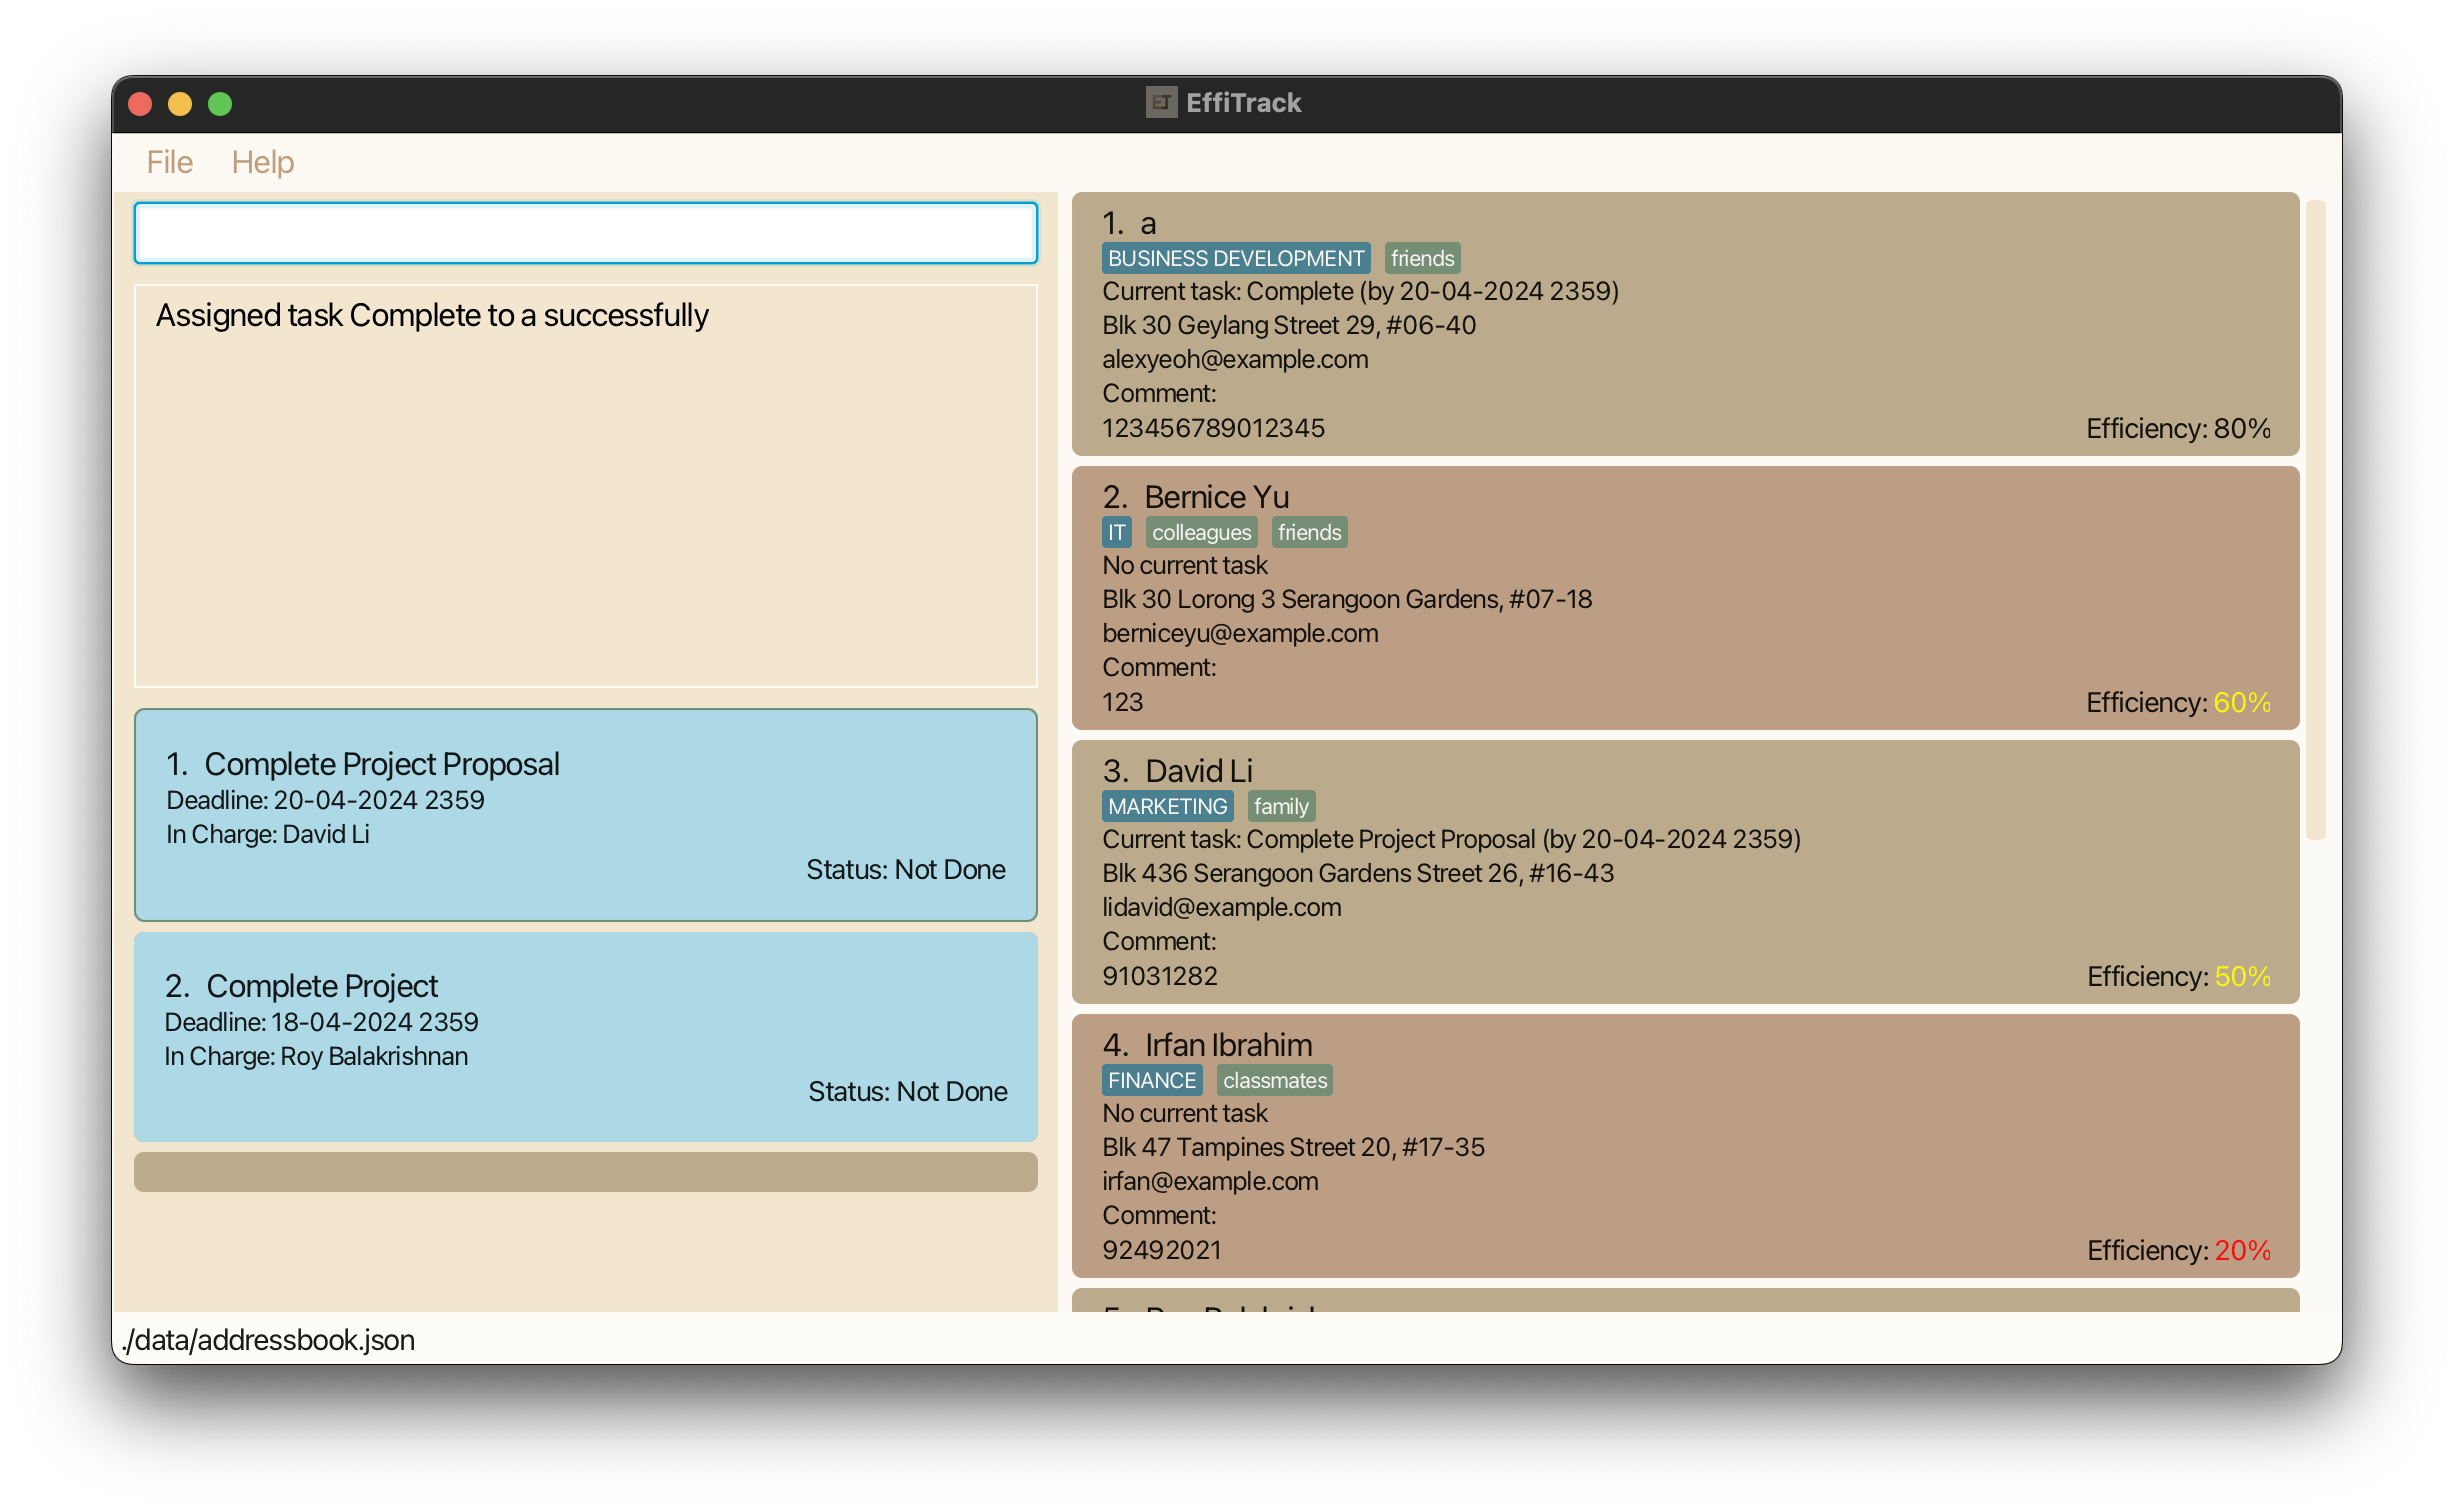 EffiTrack
File Help
Assigned task Complete to a successfully
1. Complete Project Proposal
Deadline: 20-04-2024 2359
In Charge: David Li
Status: Not Done
2. Complete Project
Deadline: 18-04-2024 2359
In Charge: Roy Balakrishnan
Status: Not Done
1. a
BUSINESS DEVELOPMENT friends
Current task: Complete (by 20-04-2024 2359)
Blk 30 Geylang Street 29, #06-40
alexyeoh@example.com
Comment:
123456789012345
Efficiency: 80%
2. Bernice Yu
IT colleagues friends
No current task
Blk 30 Lorong 3 Serangoon Gardens, #07-18
berniceyu@example.com
Comment:
123
Efficiency: 60%
3. David Li
MARKETING family
Current task: Complete Project Proposal (by 20-04-2024 2359)
Blk 436 Serangoon Gardens Street 26, #16-43
lidavid@example.com
Comment:
91031282
Efficiency: 50%
4. Irfan Ibrahim
FINANCE classmates
No current task
Blk 47 Tampines Street 20, #17-35
irfan@example.com
Comment:
92492021
Efficiency: 20%
./data/addressbook.json